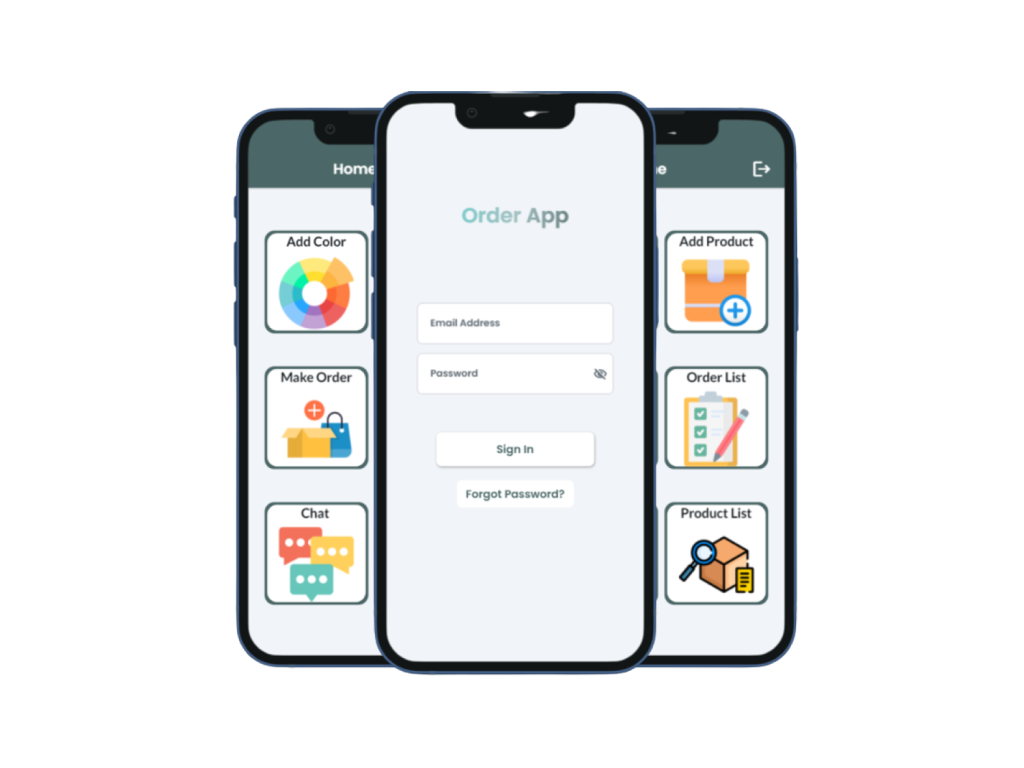 Home
Add Color
Make Order
Chat
Order App
Email Address
Password
Sign In
Forgot Password?
e
Add Product
Order List
Product List